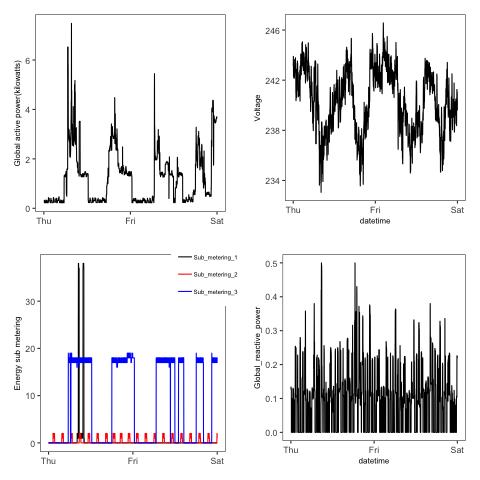 Global active power(kilowatts)
6
4
2
0
Thu
Fri
Sat
Voltage
242
238
234
Thu
Fri
Sat
datetime
Energy sub metering
30
20
10
0
Thu
Fri
Sat
Sub_metering_1
Sub_metering_2
Sub_metering_3
Global_reactive_power
0.5
0.4
0.3
0.2
0.1
0.0
Thu
Fri
Sat
datetime